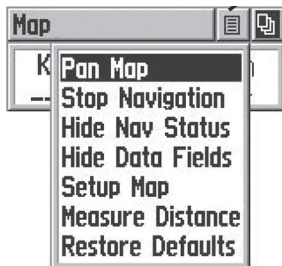 Map
Pan Map
Stop Navigation
Hide Nav Status
Hide Data Fields
Setup Map
Measure Distance
Restore Defaults